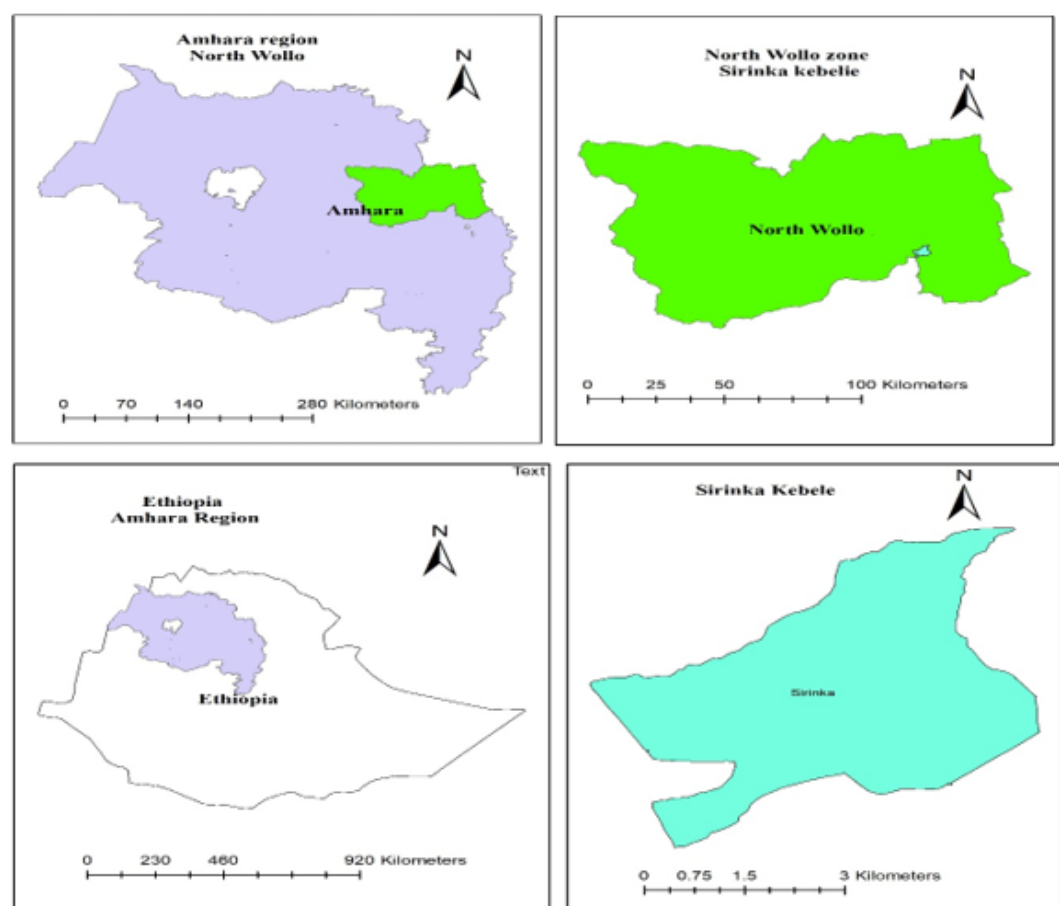 Amhara region
North Wollo
N
Amhara
0 70 140 280 Kilometers
North Wollo zone
Sirinka kebelie
N
North Wollo
0 25 50 100 Kilometers
Text
Ethiopia
Amhara Region
N
Ethiopia
0 230 460 920 Kilometers
Sirinka Kebele
N
Sirinka
0 0.75 1.5 3 Kilometers